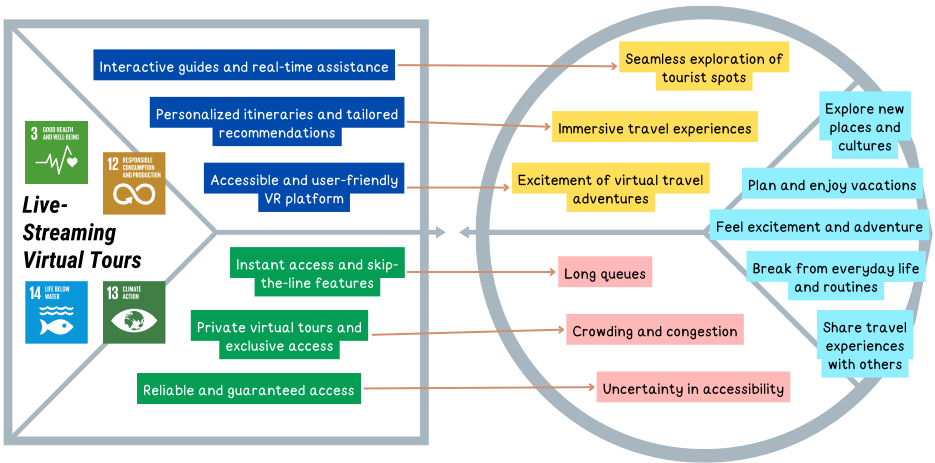 Interactive guides and real-time assistance
Personalized itineraries and tailored
recommendations
Accessible and user-friendly
VR platform
3 GOOD HEALTH
AND WELL-BEING
12 RESPONSIBLE
CONSUMPTION
AND PRODUCTION
Live-
Streaming
Virtual Tours
14 LIFE BELOW
WATER
13 CLIMATE
ACTION
Instant access and skip-
the-line features
Private virtual tours and
exclusive access
Reliable and guaranteed access
Seamless exploration of
tourist spots
Immersive travel experiences
Excitement of virtual travel
adventures
Long queues
Crowding and congestion
Uncertainty in accessibility
Explore new
places and
cultures
Plan and enjoy vacations
Feel excitement and adventure
Break from everyday life
and routines
Share travel
experiences
with others